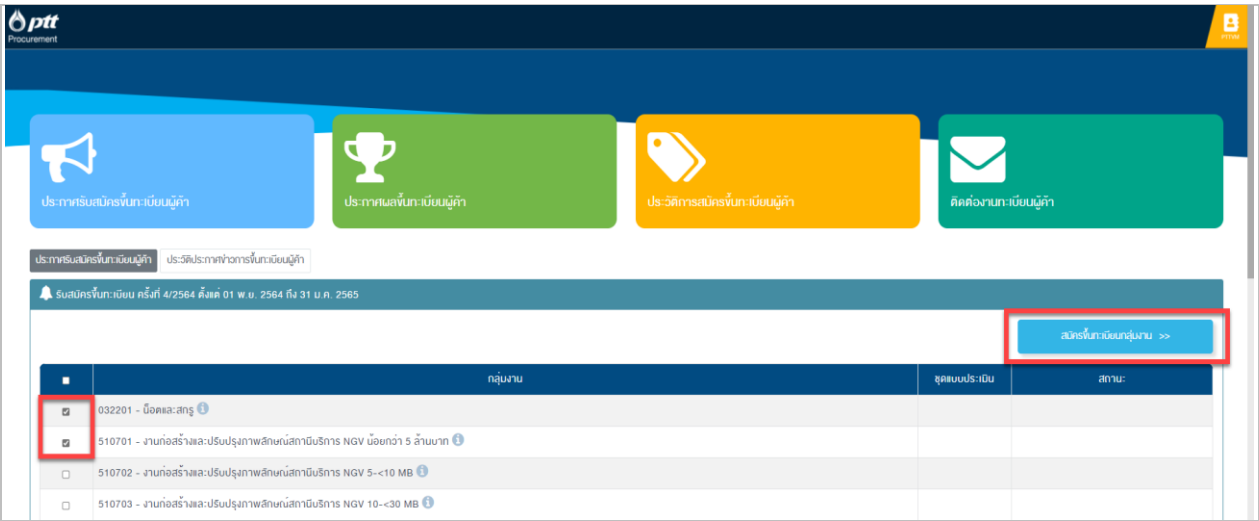 ptt
Procurement
PTTVM
ประกาศรับสมัครขึ้นทะเบียนผู้ค้า
ประกาศผลขึ้นทะเบียนผู้ค้า
ประวัติการสมัครขึ้นทะเบียนผู้ค้า
ติดต่องานทะเบียนผู้ค้า
ประกาศรับสมัครขึ้นทะเบียนผู้ค้า
ประวัติประกาศข่าวการขึ้นทะเบียนผู้ค้า
รับสมัครขึ้นทะเบียน ครั้งที่ 4/2564 ตั้งแต่ 01 พ.ย. 2564 ถึง 31 ม.ค. 2565
สมัครขึ้นทะเบียนกลุ่มงาน >>
กลุ่มงาน ชุดแบบประเมิน สถานะ
032201 - น็อตและสกรู
510701 - งานก่อสร้างและปรับปรุงภาพลักษณ์สถานีบริการ NGV น้อยกว่า 5 ล้านบาท
510702 - งานก่อสร้างและปรับปรุงภาพลักษณ์สถานีบริการ NGV 5-<10 MB
510703 - งานก่อสร้างและปรับปรุงภาพลักษณ์สถานีบริการ NGV 10-<30 MB